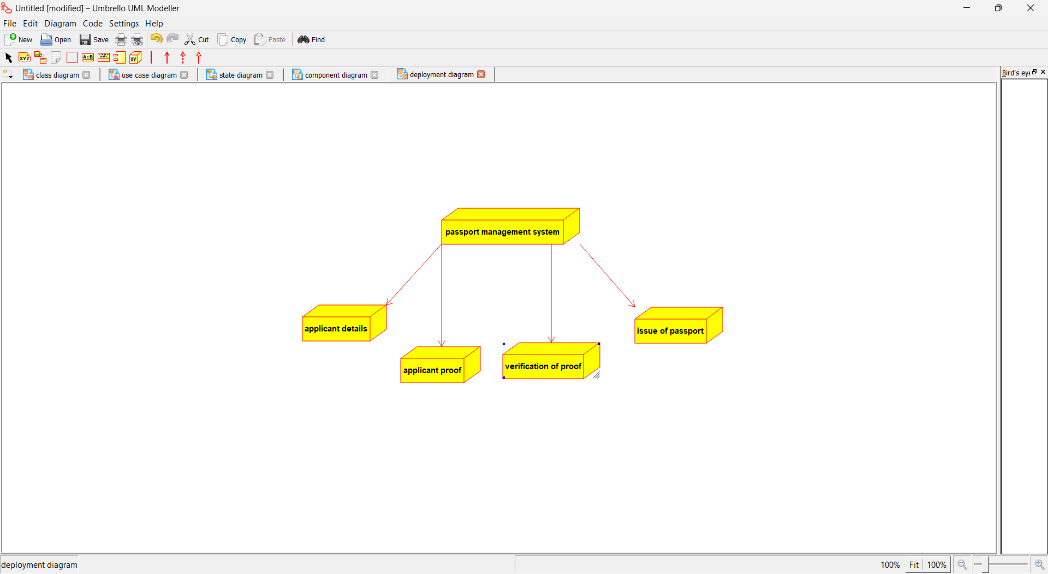 Untitled [modified] – Umbrello UML Modeller
File Edit Diagram Code Settings Help
New Open Save Cut Copy Paste Find
XYZ A:B XY
class diagram use case diagram state diagram component diagram deployment diagram
Bird's eye
passport management system
applicant details
issue of passport
verification of proof
applicant proof
deployment diagram
100% Fit 100%